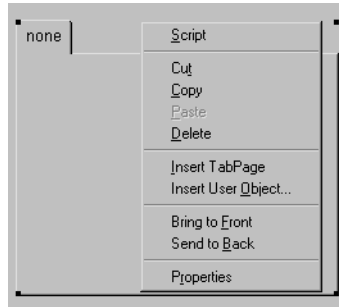 none
Script
Cut
Copy
Paste
Delete
Insert TabPage
Insert User Object...
Bring to Front
Send to Back
Properties